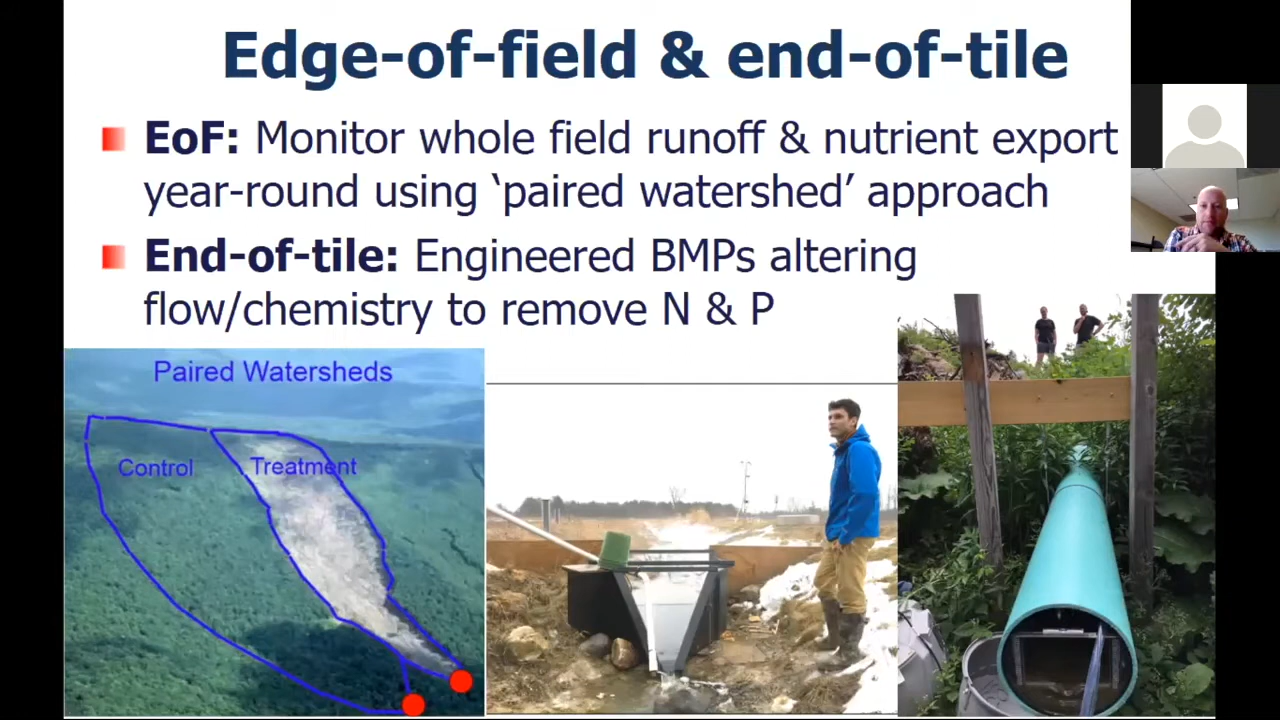 Edge-of-field & end-of-tile
EoF: Monitor whole field runoff & nutrient export
year-round using ‘paired watershed’ approach
End-of-tile: Engineered BMPs altering
flow/chemistry to remove N & P
Paired Watersheds
Control
Treatment